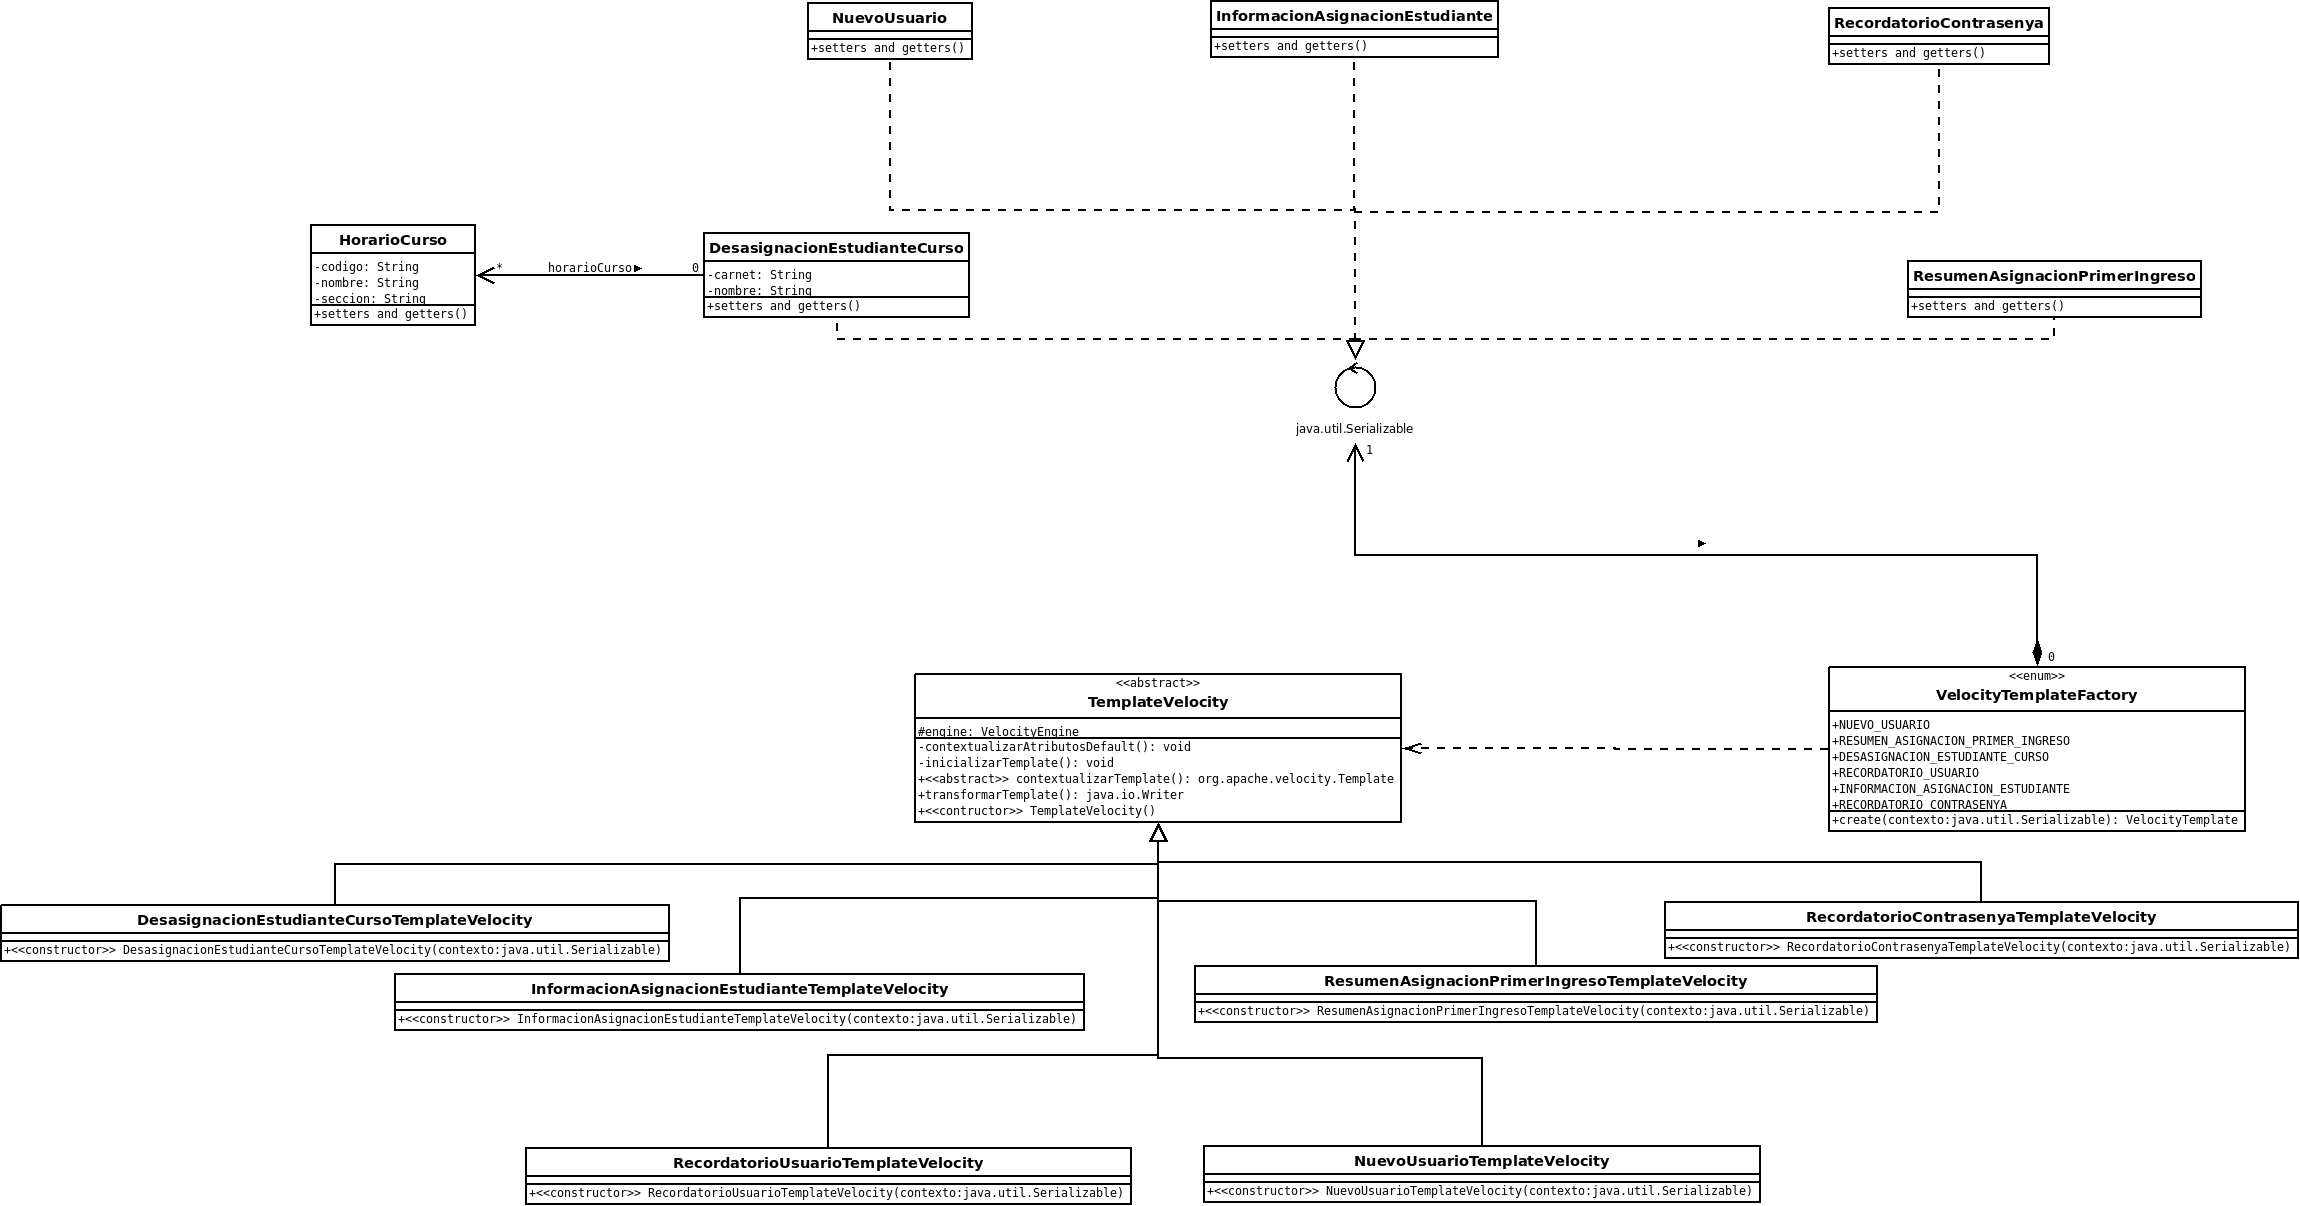 NuevoUsuario
+setters and getters()
InformacionAsignacionEstudiante
+setters and getters()
RecordatorioContrasenya
+setters and getters()
HorarioCurso
-codigo: String
-nombre: String
-seccion: String
+setters and getters()
* horarioCurso 0
DesasignacionEstudianteCurso
-carnet: String
-nombre: String
+setters and getters()
ResumenAsignacionPrimerIngreso
+setters and getters()
java.util.Serializable
1
0
<<abstract>>
TemplateVelocity
#engine: VelocityEngine
-contextualizarAtributosDefault(): void
-inicializarTemplate(): void
+<<abstract>> contextualizarTemplate(): org.apache.velocity.Template
+transformarTemplate(): java.io.Writer
+<<contructor>> TemplateVelocity()
<<enum>>
VelocityTemplateFactory
+NUEVO_USUARIO
+RESUMEN_ASIGNACION_PRIMER_INGRESO
+DESASIGNACION_ESTUDIANTE_CURSO
+RECORDATORIO_USUARIO
+INFORMACION_ASIGNACION_ESTUDIANTE
+RECORDATORIO_CONTRASENYA
+create(contexto:java.util.Serializable): VelocityTemplate
DesasignacionEstudianteCursoTemplateVelocity
+<<constructor>> DesasignacionEstudianteCursoTemplateVelocity(contexto:java.util.Serializable)
RecordatorioContrasenyaTemplateVelocity
+<<constructor>> RecordatorioContrasenyaTemplateVelocity(contexto:java.util.Serializable)
InformacionAsignacionEstudianteTemplateVelocity
+<<constructor>> InformacionAsignacionEstudianteTemplateVelocity(contexto:java.util.Serializable)
ResumenAsignacionPrimerIngresoTemplateVelocity
+<<constructor>> ResumenAsignacionPrimerIngresoTemplateVelocity(contexto:java.util.Serializable)
RecordatorioUsuarioTemplateVelocity
+<<constructor>> RecordatorioUsuarioTemplateVelocity(contexto:java.util.Serializable)
NuevoUsuarioTemplateVelocity
+<<constructor>> NuevoUsuarioTemplateVelocity(contexto:java.util.Serializable)